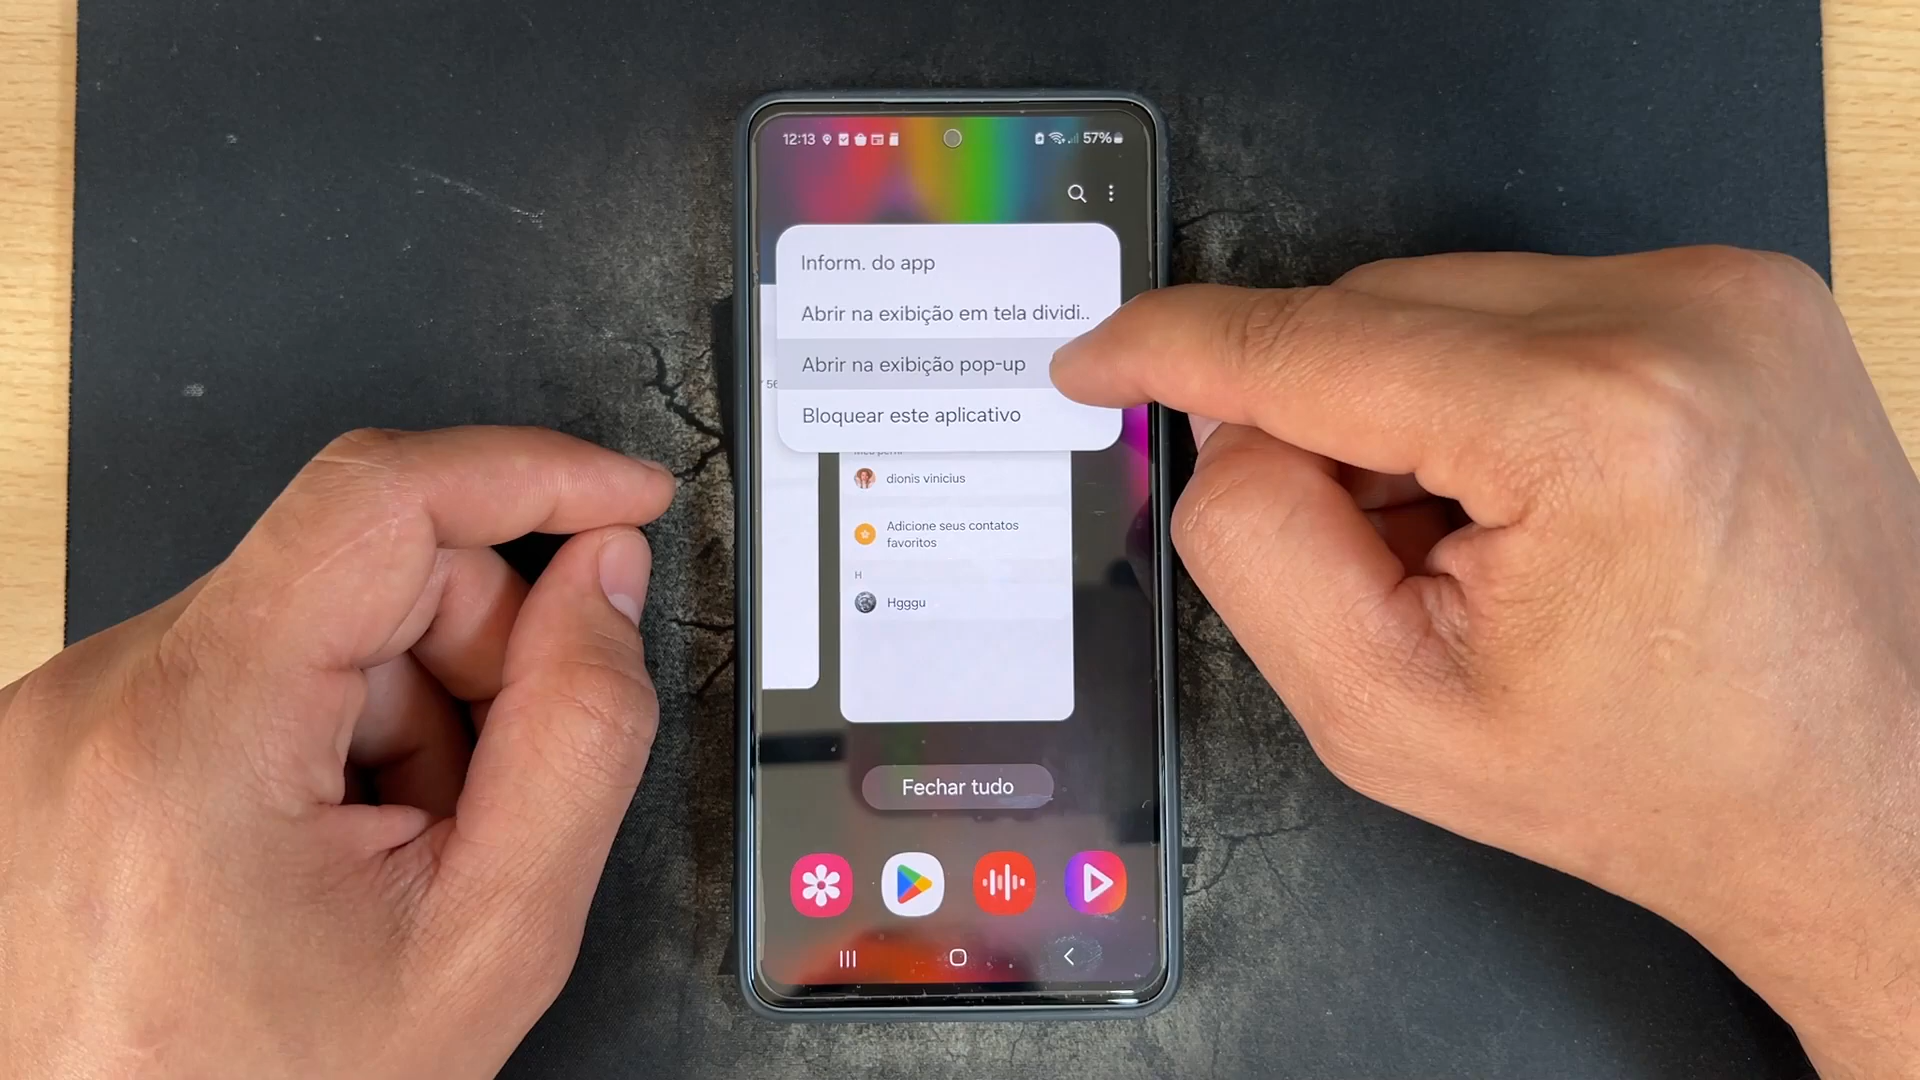 12:13 57%
Inform. do app
Abrir na exibição em tela dividi..
Abrir na exibição pop-up
56
Bloquear este aplicativo
dionis vinicius
Adicione seus contatos
favoritos
H
Hgggu
Fechar tudo